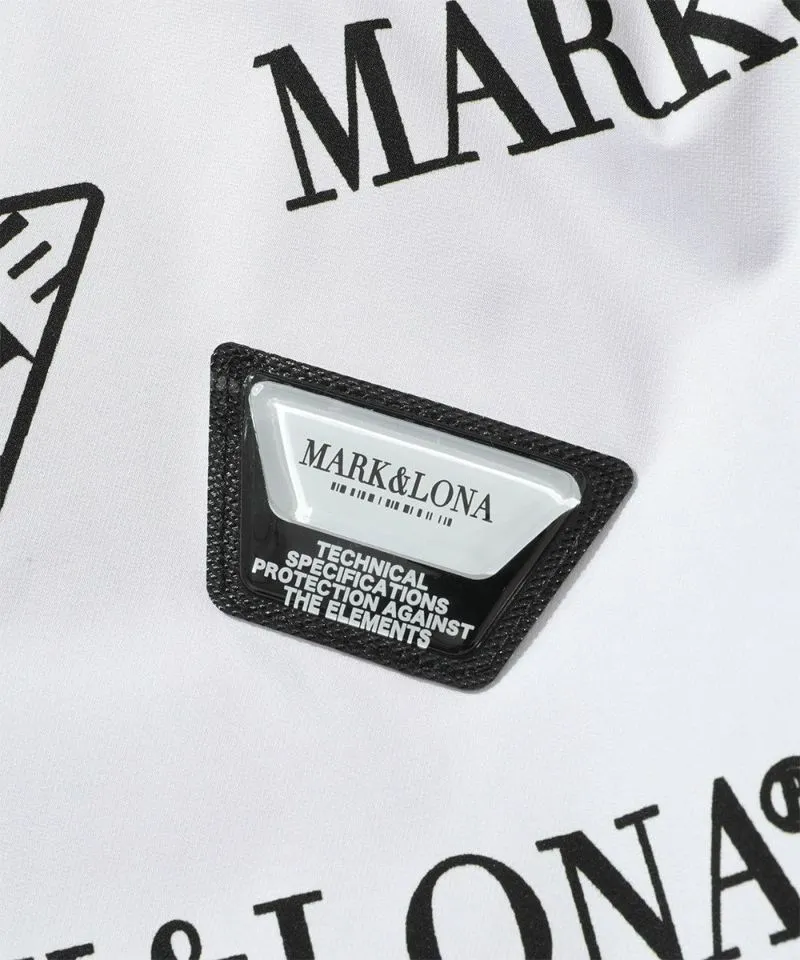 MARK
MARK&LONA
TECHNICAL
SPECIFICATIONS
PROTECTION AGAINST
THE ELEMENTS
K&LONA®